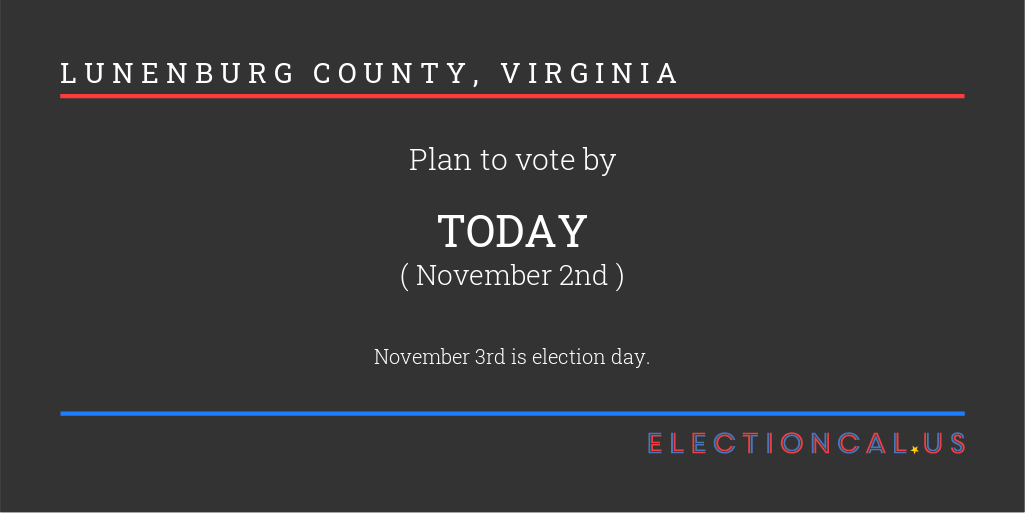 LUNENBURG COUNTY, VIRGINIA
Plan to vote by
TODAY
( November 2nd )
November 3rd is election day.
ELECTIONCAL.US